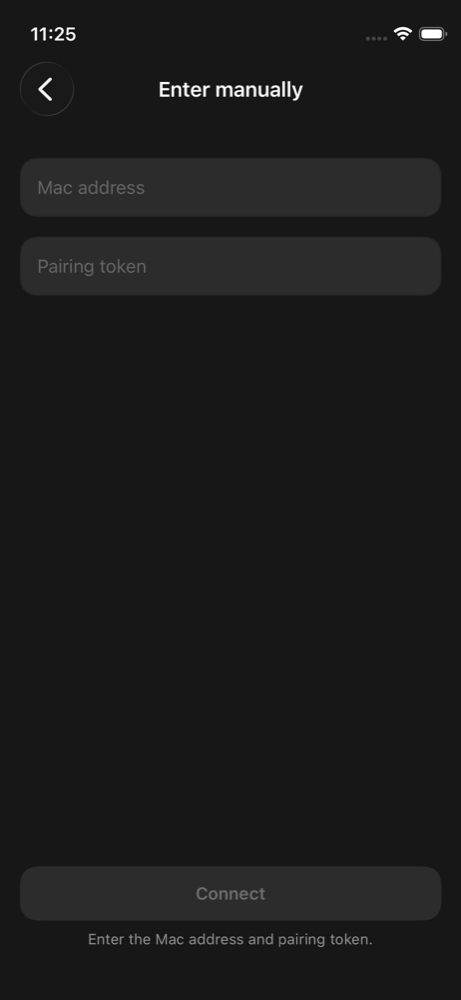 11:25
Enter manually
Mac address
Pairing token
Connect
Enter the Mac address and pairing token.